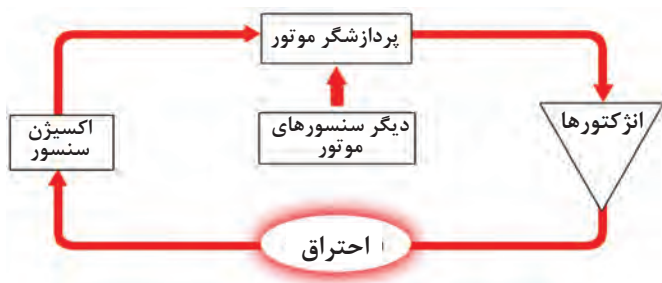 پردازشگر موتور
دیگر سنسورهای
موتور
انژکتورها
اکسیژن
سنسور
احتراق